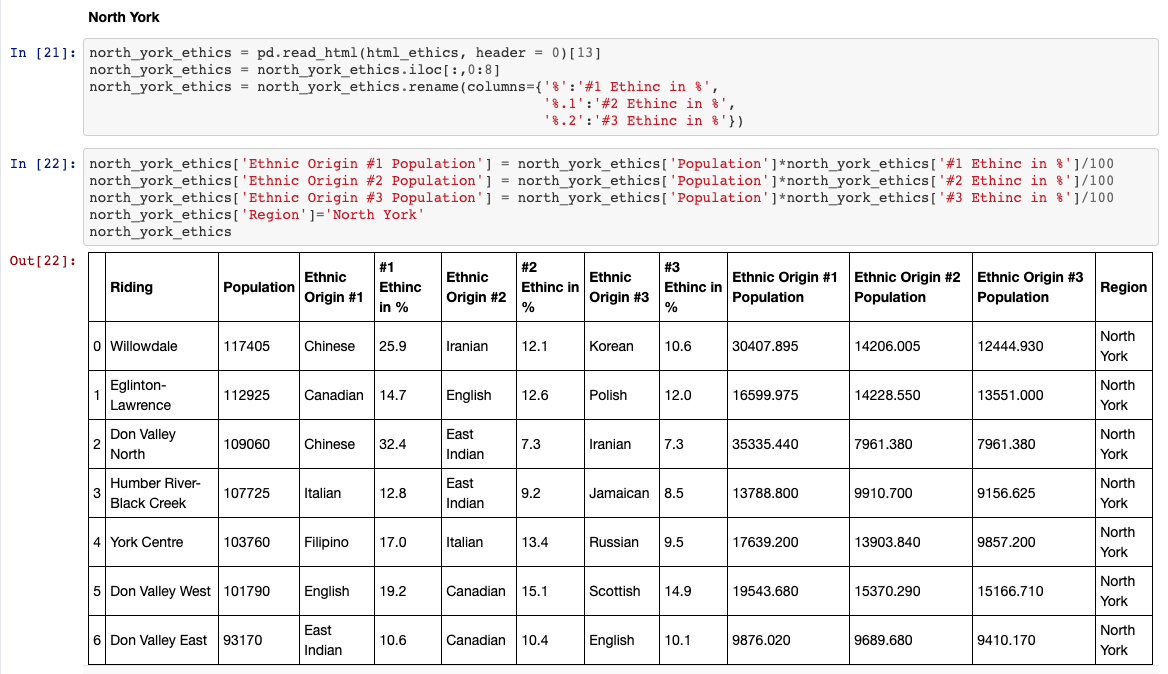 North York
In [21]: north_york_ethics = pd.read_html(html_ethics, header = 0)[13]
north_york_ethics = north_york_ethics.iloc[:,0:8]
north_york_ethics = north_york_ethics.rename(columns={'%':'#1 Ethinc in %',
'%.1':'#2 Ethinc in %',
'%.2':'#3 Ethinc in %'})
In [22]: north_york_ethics['Ethnic Origin #1 Population'] = north_york_ethics['Population']*north_york_ethics['#1 Ethinc in %']/100
north_york_ethics['Ethnic Origin #2 Population'] = north_york_ethics['Population']*north_york_ethics['#2 Ethinc in %']/100
north_york_ethics['Ethnic Origin #3 Population'] = north_york_ethics['Population']*north_york_ethics['#3 Ethinc in %']/100
north_york_ethics['Region']='North York'
north_york_ethics
Out[22]:
Riding Population Ethnic Origin #1 #1 Ethinc in % Ethnic Origin #2 #2 Ethinc in % Ethnic Origin #3 #3 Ethinc in % Ethnic Origin #1 Population Ethnic Origin #2 Population Ethnic Origin #3 Population Region
0 Willowdale 117405 Chinese 25.9 Iranian 12.1 Korean 10.6 30407.895 14206.005 12444.930 North York
1 Eglinton-Lawrence 112925 Canadian 14.7 English 12.6 Polish 12.0 16599.975 14228.550 13551.000 North York
2 Don Valley North 109060 Chinese 32.4 East Indian 7.3 Iranian 7.3 35335.440 7961.380 7961.380 North York
3 Humber River-Black Creek 107725 Italian 12.8 East Indian 9.2 Jamaican 8.5 13788.800 9910.700 9156.625 North York
4 York Centre 103760 Filipino 17.0 Italian 13.4 Russian 9.5 17639.200 13903.840 9857.200 North York
5 Don Valley West 101790 English 19.2 Canadian 15.1 Scottish 14.9 19543.680 15370.290 15166.710 North York
6 Don Valley East 93170 East Indian 10.6 Canadian 10.4 English 10.1 9876.020 9689.680 9410.170 North York